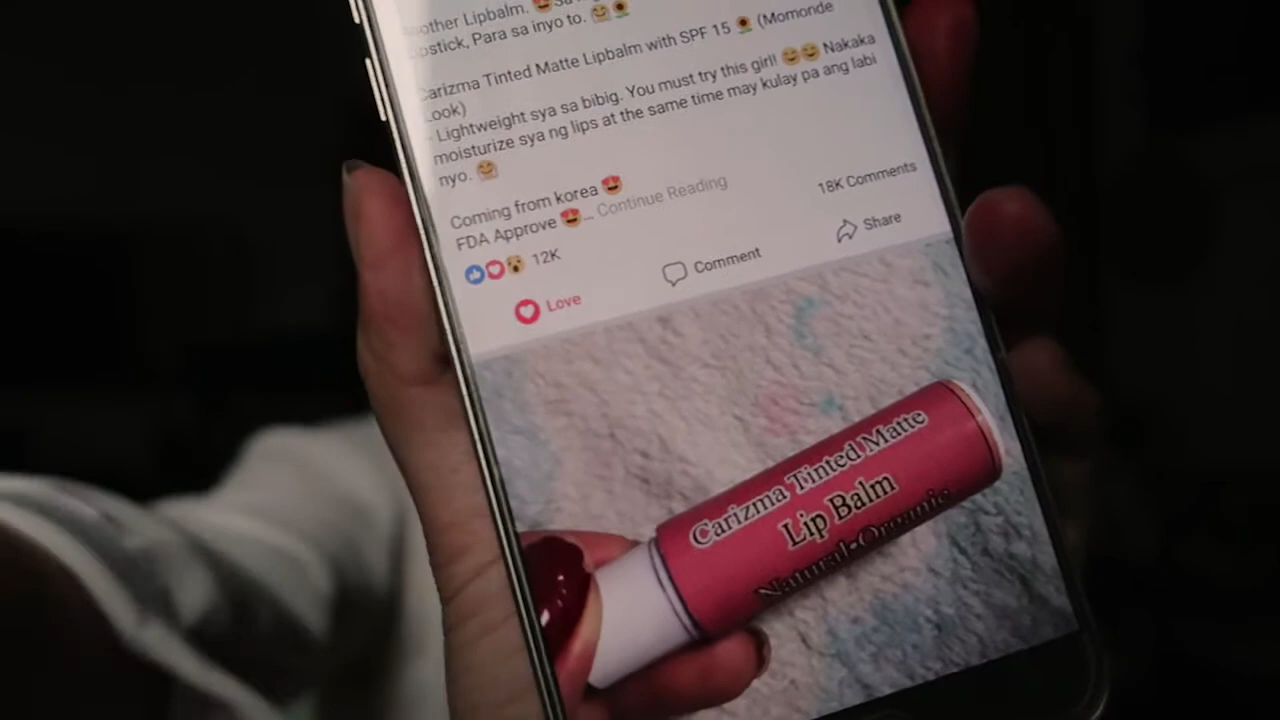 Lipbalm. 😍
Para sa inyo to. 🤗🌻
Carizma Tinted Matte Lipbalm with SPF 15 🌻 (Momonde
Look)
- Lightweight sya sa bibig. You must try this girl! 😊😊 Nakaka
moisturize sya ng lips at the same time may kulay pa ang labi
nyo. 🤗
Coming from korea 😍
FDA Approve 😍... Continue Reading
12K
18K Comments
Love
Comment
Share
Carizma Tinted Matte
Lip Balm
Natural•Organic